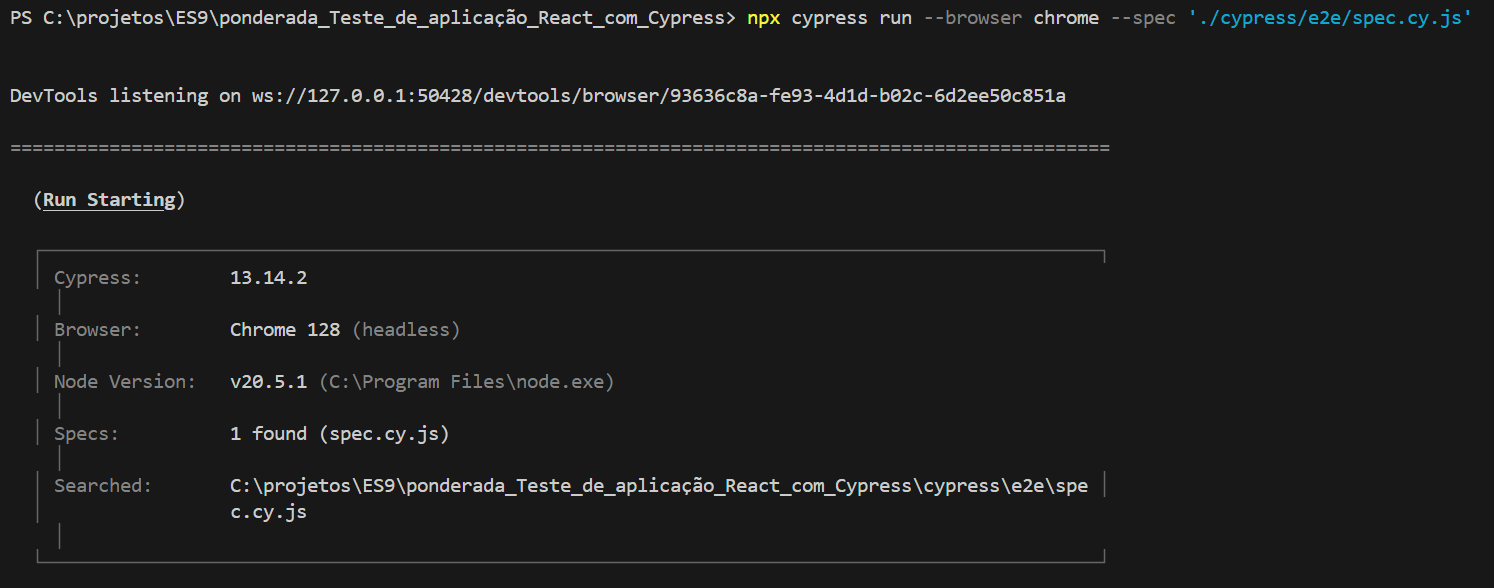 PS C:\projetos\ES9\ponderada_Teste_de_aplicação_React_com_Cypress> npx cypress run --browser chrome --spec './cypress/e2e/spec.cy.js'
DevTools listening on ws://127.0.0.1:50428/devtools/browser/93636c8a-fe93-4d1d-b02c-6d2ee50c851a
====================================================================================================
(Run Starting)
Cypress: 13.14.2
Browser: Chrome 128 (headless)
Node Version: v20.5.1 (C:\Program Files\node.exe)
Specs: 1 found (spec.cy.js)
Searched: C:\projetos\ES9\ponderada_Teste_de_aplicação_React_com_Cypress\cypress\e2e\spe
c.cy.js